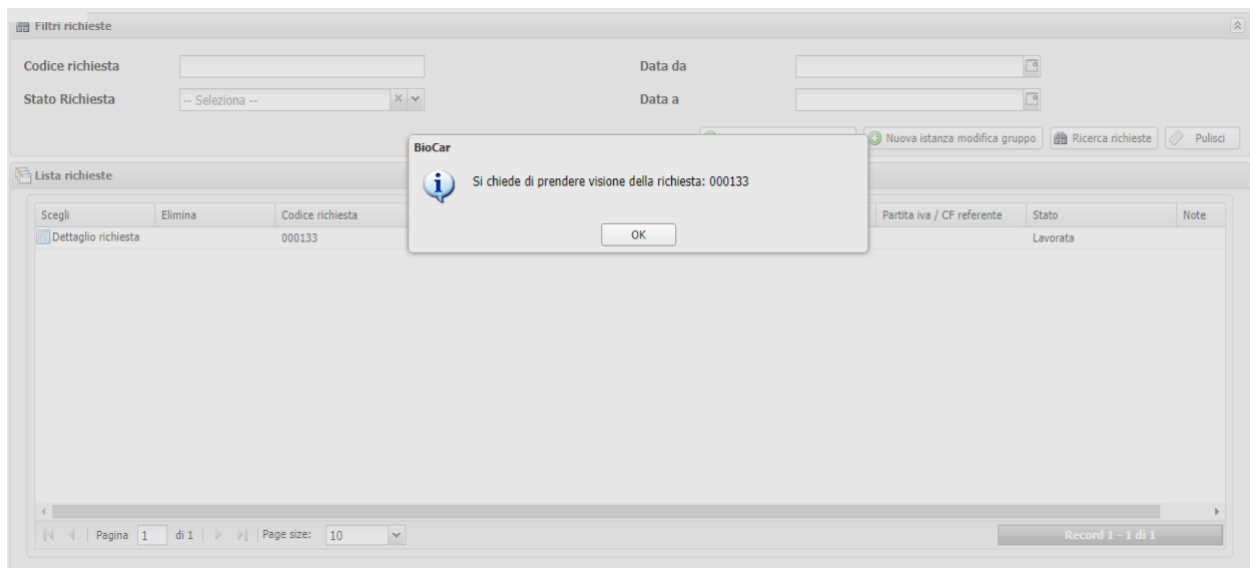 Filtri richieste
Codice richiesta Data da
Stato Richiesta -- Seleziona -- Data a
Nuova istanza modifica gruppo Ricerca richieste Pulisci
BioCar
Si chiede di prendere visione della richiesta: 000133
OK
Lista richieste
Scegli Elimina Codice richiesta Partita iva / CF referente Stato Note
Dettaglio richiesta 000133 Lavorata
Pagina 1 di 1 Page size: 10 Record 1 - 1 di 1